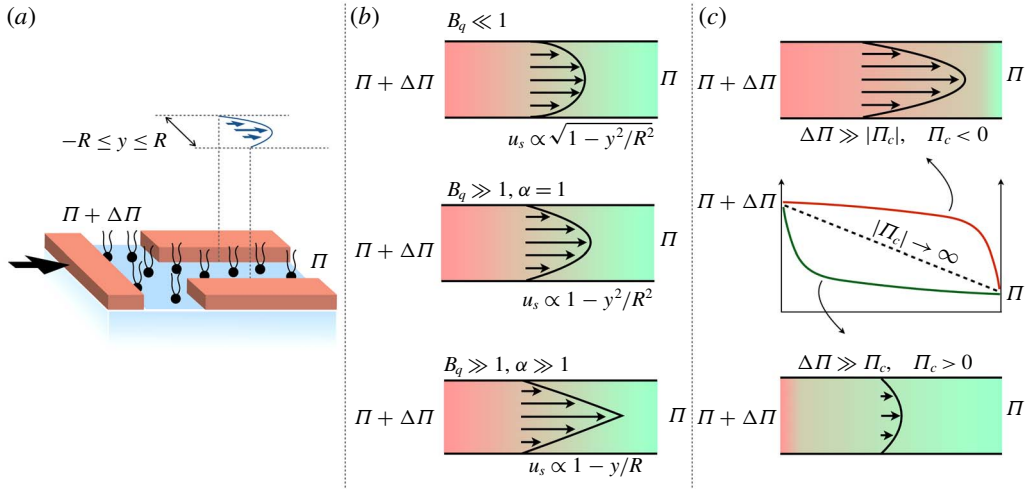 (a)
−R ≤ y ≤ R
Π + ΔΠ
Π
(b)
B_q ≪ 1
Π + ΔΠ
Π
u_s ∝ √1 − y²/R²
B_q ≫ 1, α = 1
Π + ΔΠ
Π
u_s ∝ 1 − y²/R²
B_q ≫ 1, α ≫ 1
Π + ΔΠ
Π
u_s ∝ 1 − y/R
(c)
Π + ΔΠ
Π
ΔΠ ≫ |Π_c|, Π_c < 0
Π + ΔΠ
|Π_c| → ∞
Π
ΔΠ ≫ Π_c, Π_c > 0
Π + ΔΠ
Π